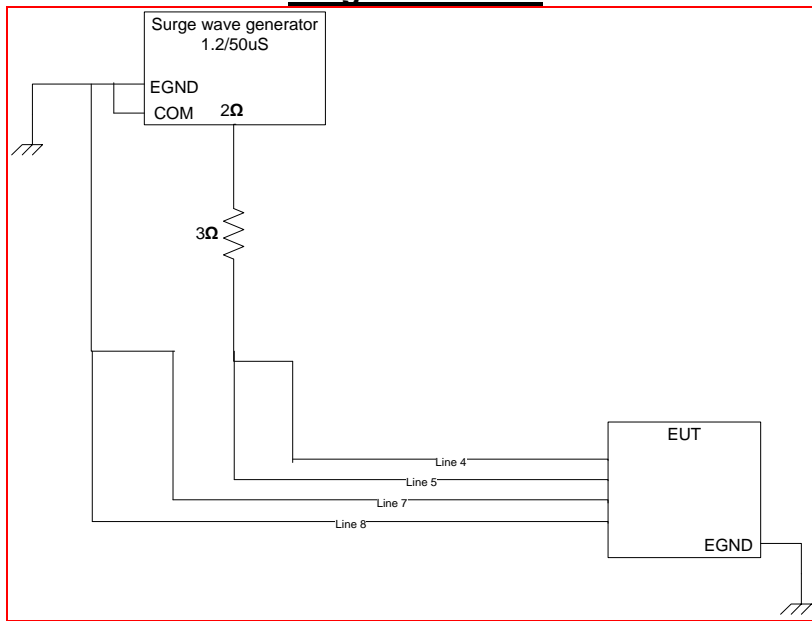 Surge wave generator
1.2/50uS
EGND
COM 2Ω
3Ω
EUT
Line 4
Line 5
Line 7
Line 8
EGND